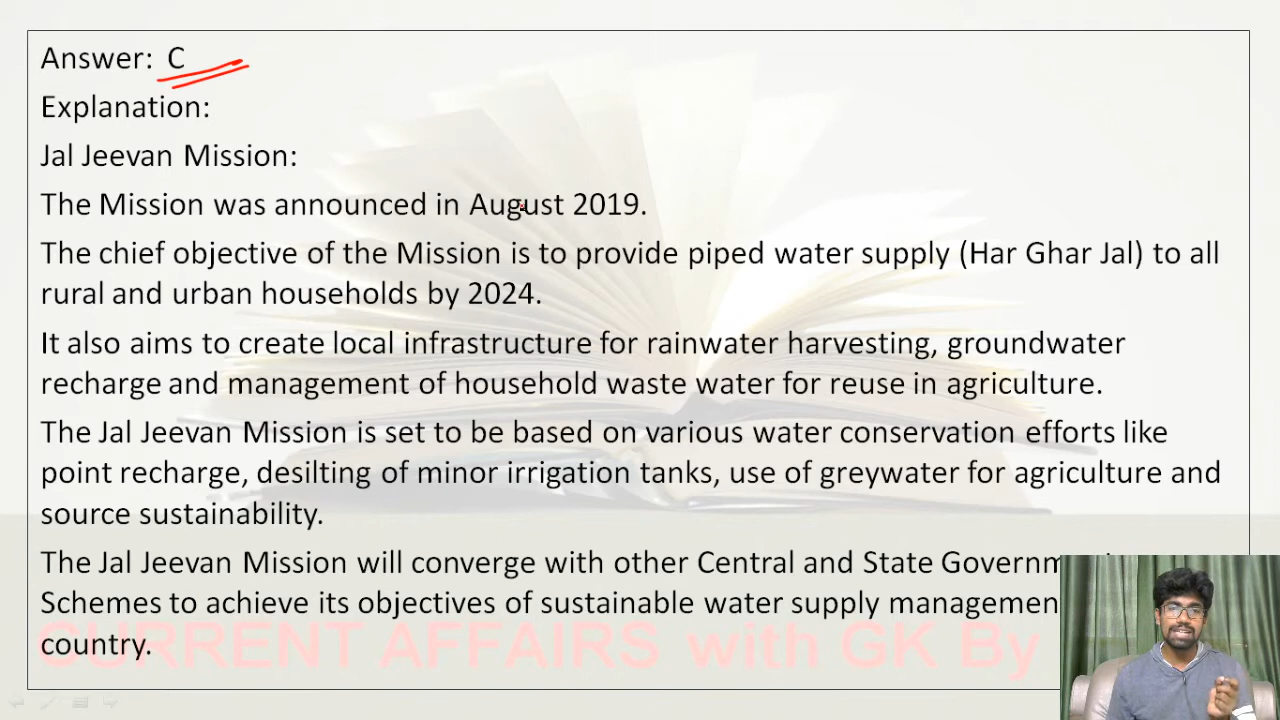 Answer: C
Explanation:
Jal Jeevan Mission:
The Mission was announced in August 2019.
The chief objective of the Mission is to provide piped water supply (Har Ghar Jal) to all
rural and urban households by 2024.
It also aims to create local infrastructure for rainwater harvesting, groundwater
recharge and management of household waste water for reuse in agriculture.
The Jal Jeevan Mission is set to be based on various water conservation efforts like
point recharge, desilting of minor irrigation tanks, use of greywater for agriculture and
source sustainability.
The Jal Jeevan Mission will converge with other Central and State
Schemes to achieve its objectives of sustainable water supply
country.
CURRENT AFFAIRS with GK By